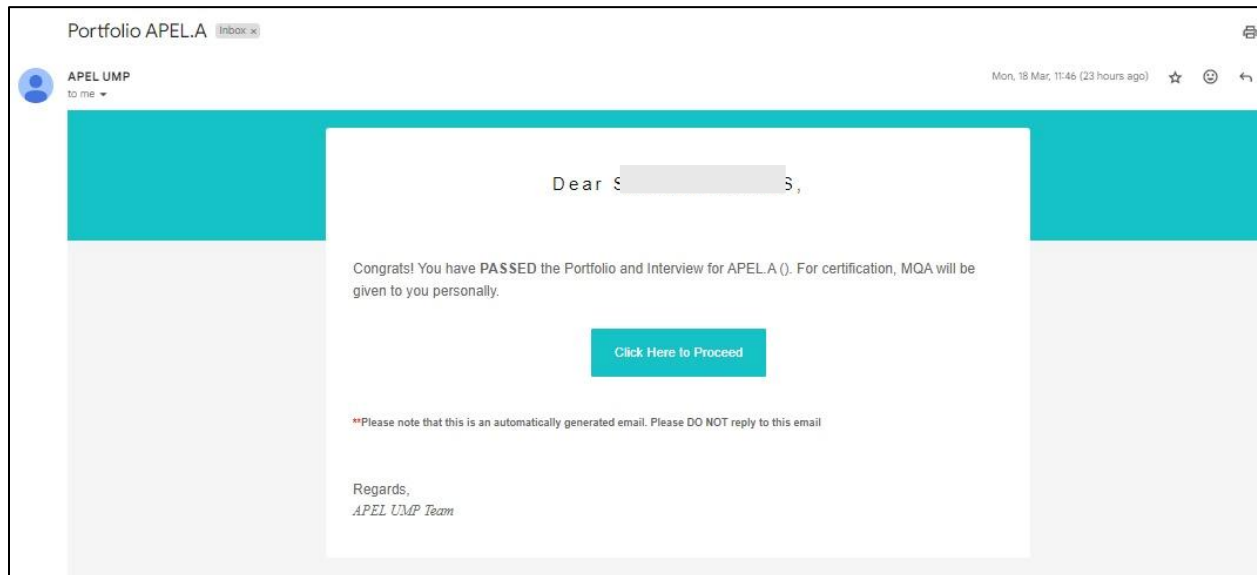 Portfolio APEL.A Inbox ×
APEL UMP
Mon, 18 Mar, 11:46 (23 hours ago)
to me
Dear S S,
Congrats! You have PASSED the Portfolio and Interview for APEL.A (). For certification, MQA will be
given to you personally.
Click Here to Proceed
**Please note that this is an automatically generated email. Please DO NOT reply to this email
Regards,
APEL UMP Team